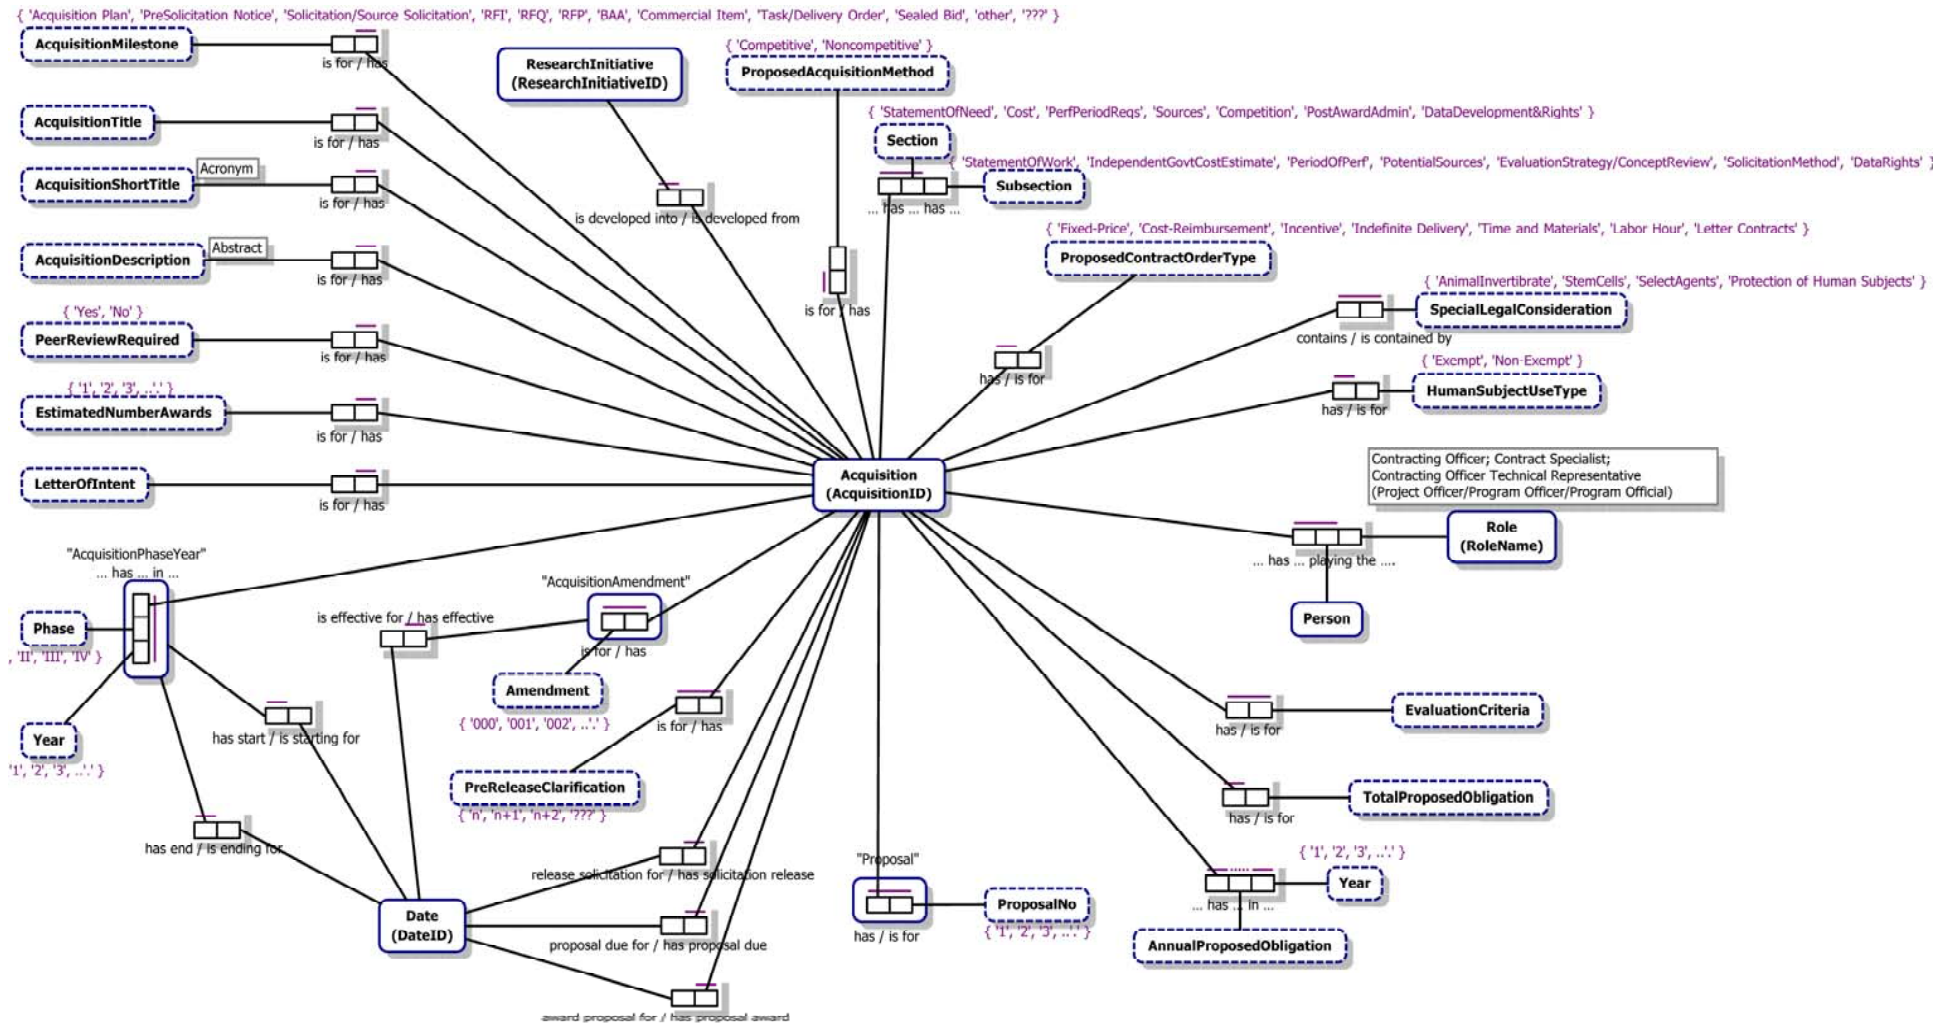 { 'Acquisition Plan', 'PreSolicitation Notice', 'Solicitation/Source Solicitation', 'RFI', 'RFQ', 'RFP', 'BAA', 'Commercial Item', 'Task/Delivery Order', 'Sealed Bid', 'other', '???' }
AcquisitionMilestone
is for / has
ResearchInitiative
(ResearchInitiativeID)
is developed into / is developed from
{ 'Competitive', 'Noncompetitive' }
ProposedAcquisitionMethod
is for / has
{ 'StatementOfNeed', 'Cost', 'PerfPeriodReqs', 'Sources', 'Competition', 'PostAwardAdmin', 'DataDevelopment&Rights' }
Section
{ 'StatementOfWork', 'IndependentGovtCostEstimate', 'PeriodOfPerf', 'PotentialSources', 'EvaluationStrategy/ConceptReview', 'SolicitationMethod', 'DataRights' }
Subsection
... has ... has ...
AcquisitionTitle
is for / has
Acronym
AcquisitionShortTitle
is for / has
Abstract
AcquisitionDescription
is for / has
{ 'Yes', 'No' }
PeerReviewRequired
is for / has
{ '1', '2', '3', ..'.' }
EstimatedNumberAwards
is for / has
LetterOfIntent
is for / has
{ 'Fixed-Price', 'Cost-Reimbursement', 'Incentive', 'Indefinite Delivery', 'Time and Materials', 'Labor Hour', 'Letter Contracts' }
ProposedContractOrderType
has / is for
{ 'AnimalInvertibrate', 'StemCells', 'SelectAgents', 'Protection of Human Subjects' }
SpecialLegalConsideration
contains / is contained by
{ 'Exempt', 'Non-Exempt' }
HumanSubjectUseType
has / is for
Acquisition
(AcquisitionID)
Contracting Officer; Contract Specialist;
Contracting Officer Technical Representative
(Project Officer/Program Officer/Program Official)
Role
(RoleName)
... has ... playing the ....
Person
"AcquisitionPhaseYear"
... has ... in ...
Phase
, 'II', 'III', 'IV' }
Year
'1', '2', '3', ..'.' }
has start / is starting for
has end / is ending for
is effective for / has effective
"AcquisitionAmendment"
is for / has
Amendment
{ '000', '001', '002', ..'.' }
is for / has
PreReleaseClarification
{ 'n', 'n+1', 'n+2', '???' }
Date
(DateID)
release solicitation for / has solicitation release
proposal due for / has proposal due
award proposal for / has proposal award
"Proposal"
has / is for
ProposalNo
{ '1', '2', '3', ..'.' }
EvaluationCriteria
has / is for
TotalProposedObligation
has / is for
{ '1', '2', '3', ..'.' }
Year
... has ... in ...
AnnualProposedObligation